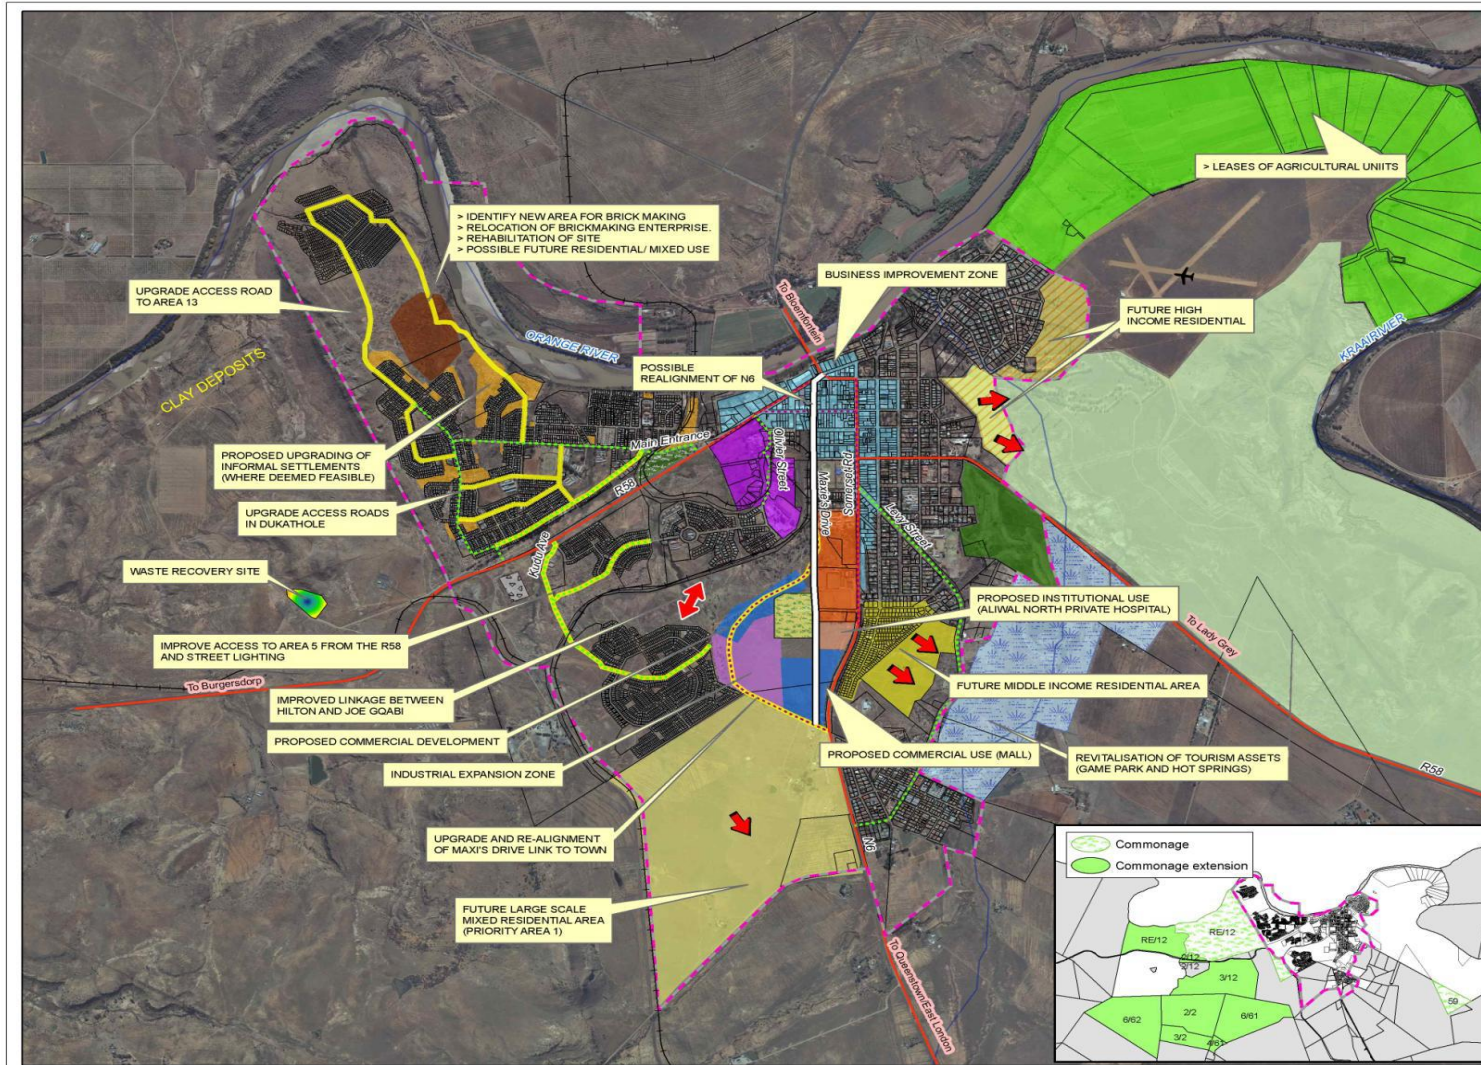 > LEASES OF AGRICULTURAL UNIITS
> IDENTIFY NEW AREA FOR BRICK MAKING
> RELOCATION OF BRICKMAKING ENTERPRISE.
> REHABILITATION OF SITE
> POSSIBLE FUTURE RESIDENTIAL/ MIXED USE
UPGRADE ACCESS ROAD
TO AREA 13
BUSINESS IMPROVEMENT ZONE
To Bloemfontein
FUTURE HIGH
INCOME RESIDENTIAL
KRAAIRIVIER
ORANGE RIVER
CLAY DEPOSITS
POSSIBLE
REALIGNMENT OF N6
PROPOSED UPGRADING OF
INFORMAL SETTLEMENTS
(WHERE DEEMED FEASIBLE)
Main Entrance
R58
Olivier Street
Maxie's Drive
Somerset Rd
Levy Street
UPGRADE ACCESS ROADS
IN DUKATHOLE
Kudu Ave
WASTE RECOVERY SITE
PROPOSED INSTITUTIONAL USE
(ALIWAL NORTH PRIVATE HOSPITAL)
To Lady Grey
IMPROVE ACCESS TO AREA 5 FROM THE R58
AND STREET LIGHTING
To Burgersdorp
FUTURE MIDDLE INCOME RESIDENTIAL AREA
IMPROVED LINKAGE BETWEEN
HILTON AND JOE GQABI
PROPOSED COMMERCIAL DEVELOPMENT
PROPOSED COMMERCIAL USE (MALL)
REVITALISATION OF TOURISM ASSETS
(GAME PARK AND HOT SPRINGS)
R58
INDUSTRIAL EXPANSION ZONE
UPGRADE AND RE-ALIGNMENT
OF MAXI'S DRIVE LINK TO TOWN
N6
FUTURE LARGE SCALE
MIXED RESIDENTIAL AREA
(PRIORITY AREA 1)
To Queenstown/East London
Commonage
Commonage extension
RE/12
RE/12
2/12
3/12
6/62
2/2
6/61
3/2
4/61
59